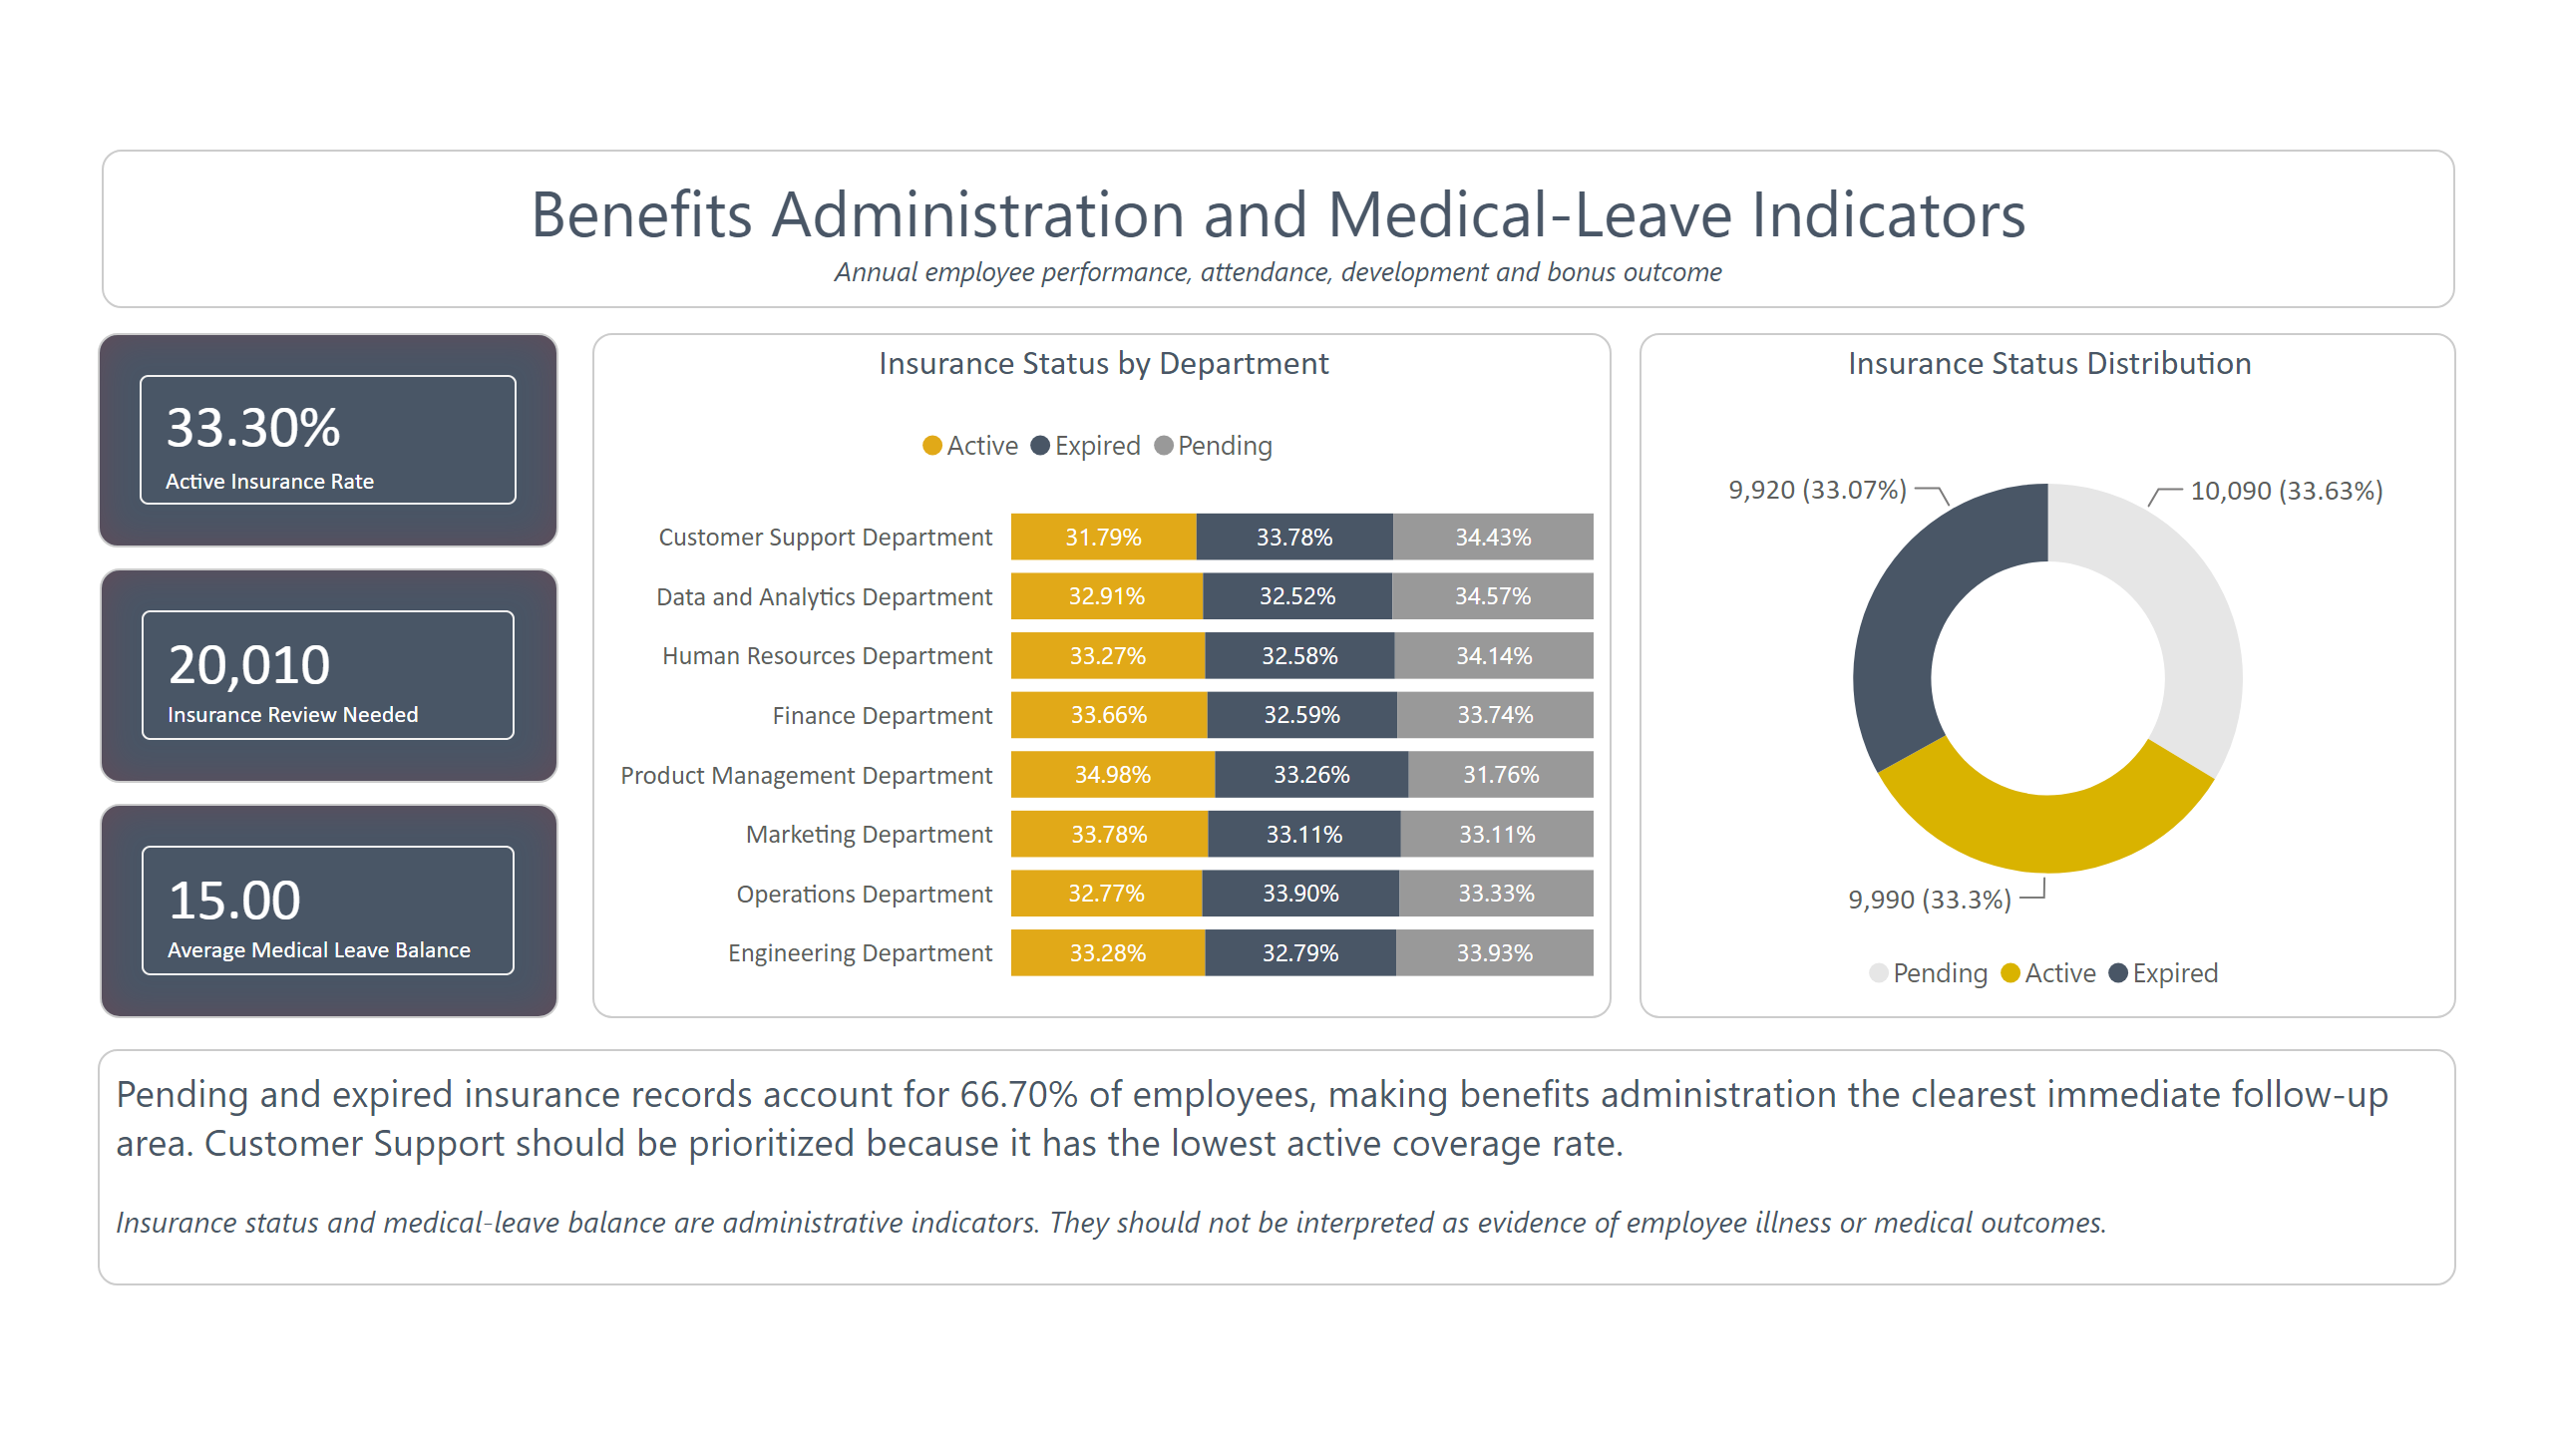 Benefits Administration and Medical-Leave Indicators
Annual employee performance, attendance, development and bonus outcome
33.30%
Active Insurance Rate
20,010
Insurance Review Needed
15.00
Average Medical Leave Balance
Insurance Status by Department
Active Expired Pending
Customer Support Department 31.79% 33.78% 34.43%
Data and Analytics Department 32.91% 32.52% 34.57%
Human Resources Department 33.27% 32.58% 34.14%
Finance Department 33.66% 32.59% 33.74%
Product Management Department 34.98% 33.26% 31.76%
Marketing Department 33.78% 33.11% 33.11%
Operations Department 32.77% 33.90% 33.33%
Engineering Department 33.28% 32.79% 33.93%
Insurance Status Distribution
9,920 (33.07%) 10,090 (33.63%)
9,990 (33.3%)
Pending Active Expired
Pending and expired insurance records account for 66.70% of employees, making benefits administration the clearest immediate follow-up
area. Customer Support should be prioritized because it has the lowest active coverage rate.
Insurance status and medical-leave balance are administrative indicators. They should not be interpreted as evidence of employee illness or medical outcomes.